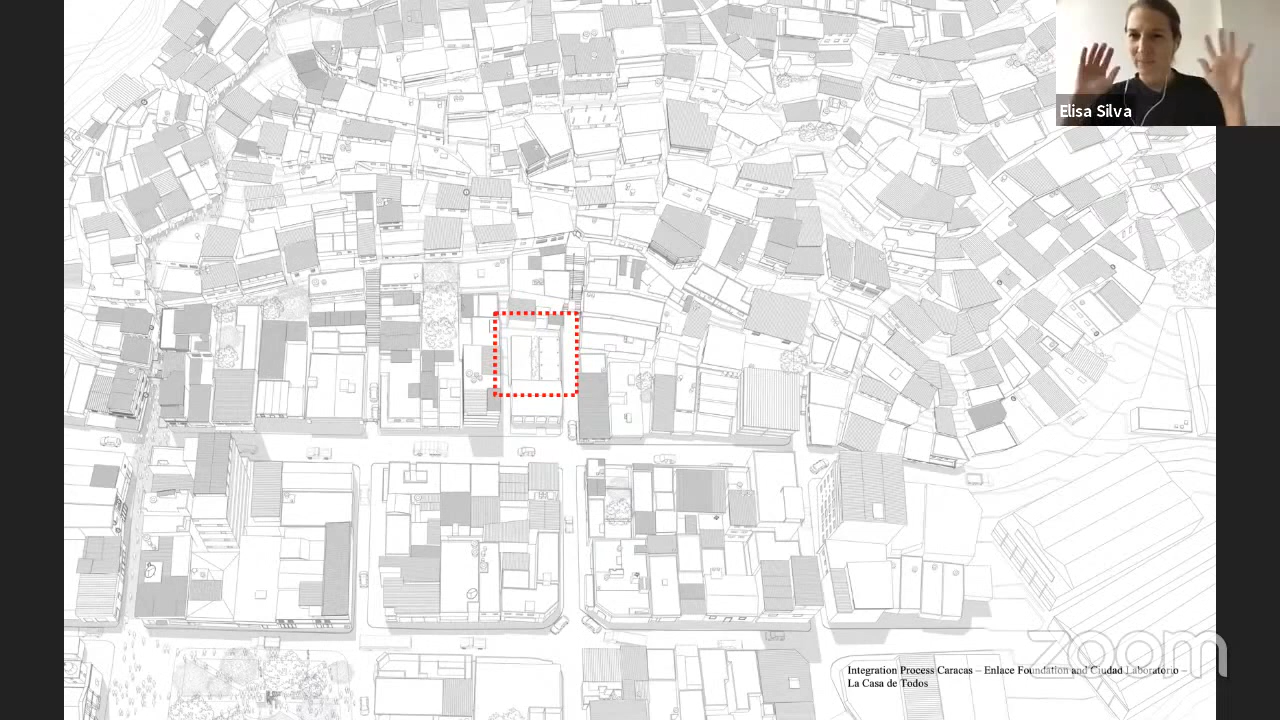 Elisa Silva
zoom
Integration Process Caracas – Enlace Foundation and Ciudad Laboratorio –
La Casa de Todos